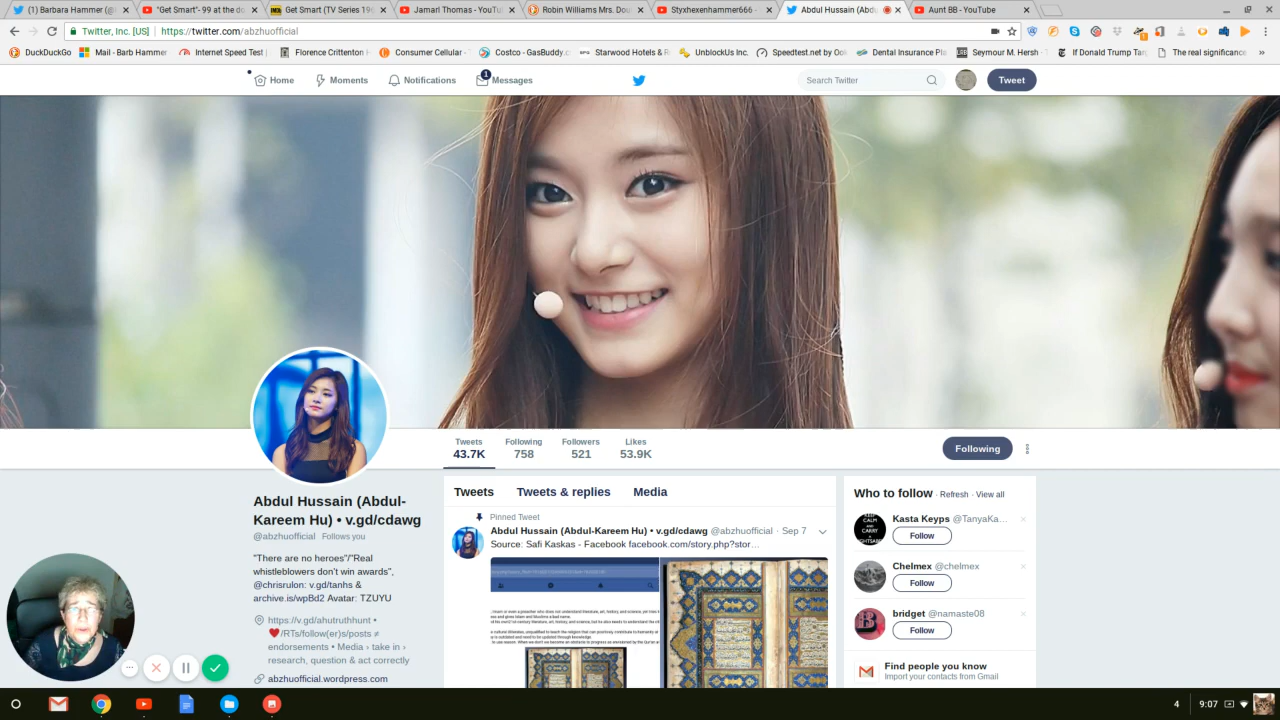 (1) Barbara Hammer (@
"Get Smart"- 99 at the do
Get Smart (TV Series 196
Jamarl Thomas - YouTu
Robin Williams Mrs. Dou
Styxhexenhammer666 -
Abdul Hussain (Abdu
Aunt BB - YouTube
Twitter, Inc. [US] | https://twitter.com/abzhuofficial
DuckDuckGo
Mail - Barb Hammer
Internet Speed Test |
Florence Crittenton H
Consumer Cellular -
Costco - GasBuddy.c
Starwood Hotels & R
UnblockUs Inc.
Speedtest.net by Ook
Dental Insurance Pla
Seymour M. Hersh -
If Donald Trump Targ
The real significance
»
Home
Moments
Notifications
1
Messages
Search Twitter
Tweet
Tweets
Following
Followers
Likes
43.7K
758
521
53.9K
Following
Abdul Hussain (Abdul-
Kareem Hu) • v.gd/cdawg
@abzhuofficial Follows you
"There are no heroes"/"Real
whistleblowers don't win awards",
@chrisrulon: v.gd/tanhs &
archive.is/wpBd2 Avatar: TZUYU
https://v.gd/ahutruthhunt •
❤/RTs/follow(er)s/posts ≠
endorsements • Media › take in ›
research, question & act correctly
abzhuofficial.wordpress.com
Tweets
Tweets & replies
Media
Pinned Tweet
Abdul Hussain (Abdul-Kareem Hu) • v.gd/cdawg @abzhuofficial · Sep 7
Source: Safi Kaskas - Facebook facebook.com/story.php?stor…
Who to follow · Refresh · View all
Kasta Keyps @TanyaKa...
Follow
Chelmex @chelmex
Follow
bridget @namaste08
Follow
Find people you know
Import your contacts from Gmail
4
9:07